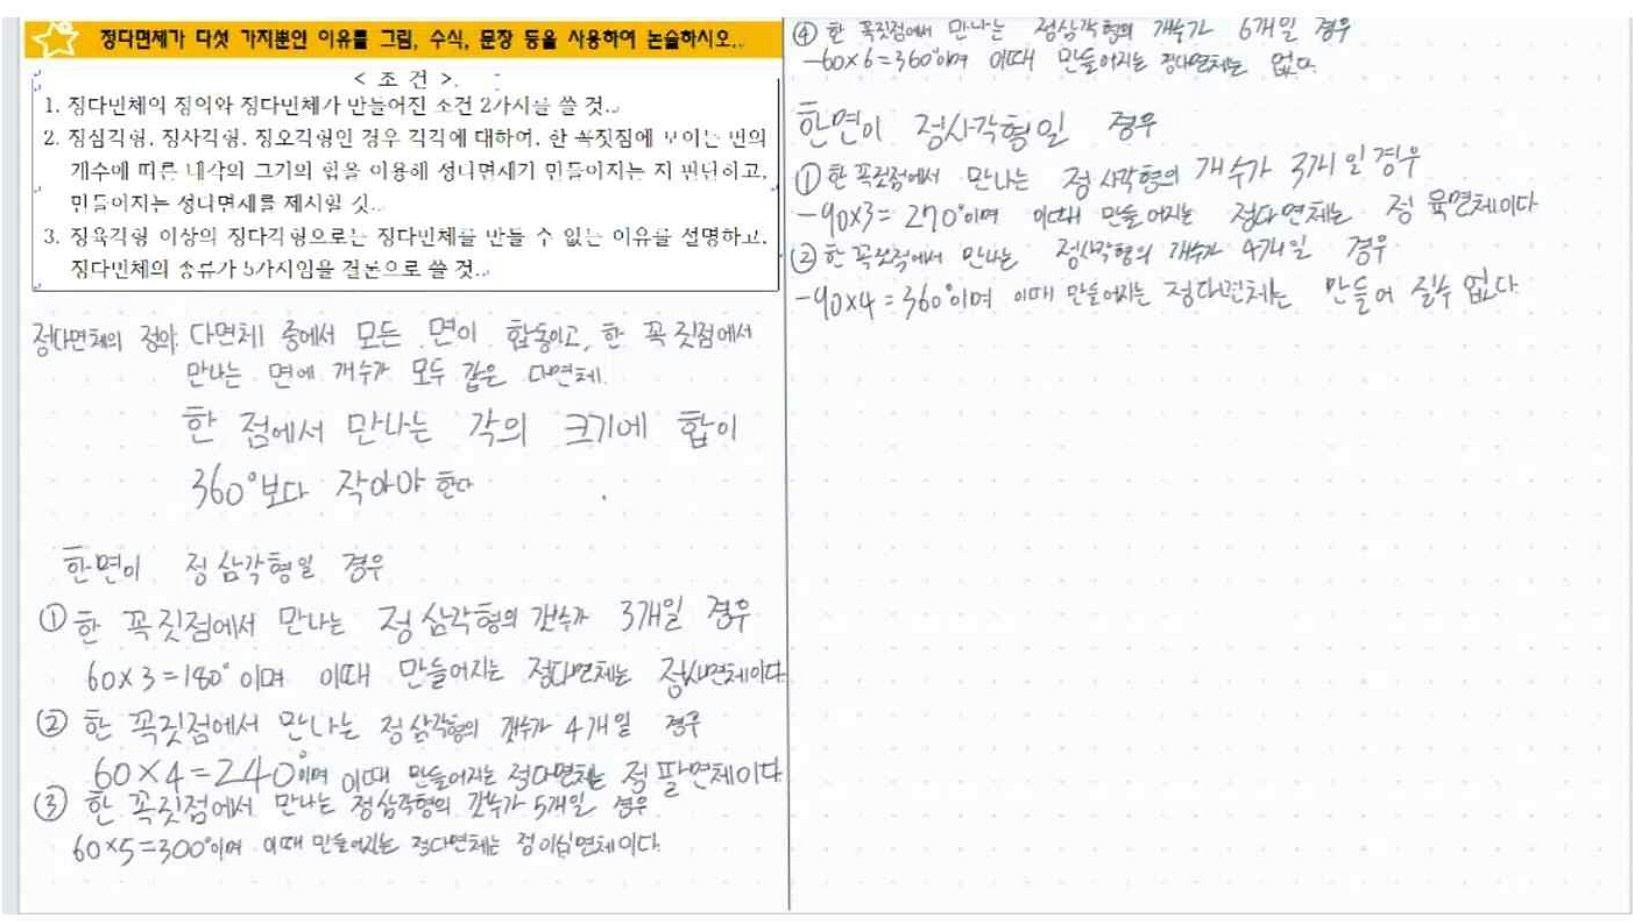 정다면체가 다섯 가지뿐인 이유를 그림, 수식, 문장 등을 사용하여 논술하시오.
< 조 건 >
1. 정다면체의 정의와 정다면체가 만들어진 조건 2가지를 쓸 것.
2. 정삼각형, 정사각형, 정오각형인 경우 각각에 대하여, 한 꼭짓점에 모이는 면의
개수에 따른 내각의 크기의 합을 이용해 정다면체가 만들어지는 지 판단하고,
만들어지는 정다면체를 제시할 것.
3. 정육각형 이상의 정다각형으로는 정다면체를 만들 수 없는 이유를 설명하고,
정다면체의 종류가 5가지임을 결론으로 쓸 것.
정다면체의 정의: 다면체 중에서 모든 면이 합동이고, 한 꼭짓점에서
만나는 면에 개수가 모두 같은 다면체.
한 점에서 만나는 각의 크기에 합이
360°보다 작아야 한다
한면이 정삼각형일 경우
① 한 꼭짓점에서 만나는 정삼각형의 갯수가 3개일 경우
60×3=180°이며 이때 만들어지는 정다면체는 정사면체이다.
② 한 꼭짓점에서 만나는 정삼각형의 갯수가 4개일 경우
60×4=240°이며 이때 만들어지는 정다면체는 정팔면체이다
③ 한 꼭짓점에서 만나는 정삼각형의 갯수가 5개일 경우
60×5=300°이며 이때 만들어지는 정다면체는 정이십면체이다.
④ 한 꼭짓점에서 만나는 정삼각형의 개수가 6개일 경우
-60×6=360°이며 이때 만들어지는 정다면체는 없다.
한면이 정사각형일 경우
① 한 꼭짓점에서 만나는 정사각형의 개수가 3개일 경우
-90×3=270°이며 이때 만들어지는 정다면체는 정육면체이다
② 한 꼭짓점에서 만나는 정사각형의 개수가 4개일 경우
-90×4=360°이며 이때 만들어지는 정다면체는 만들어 질수 없다.